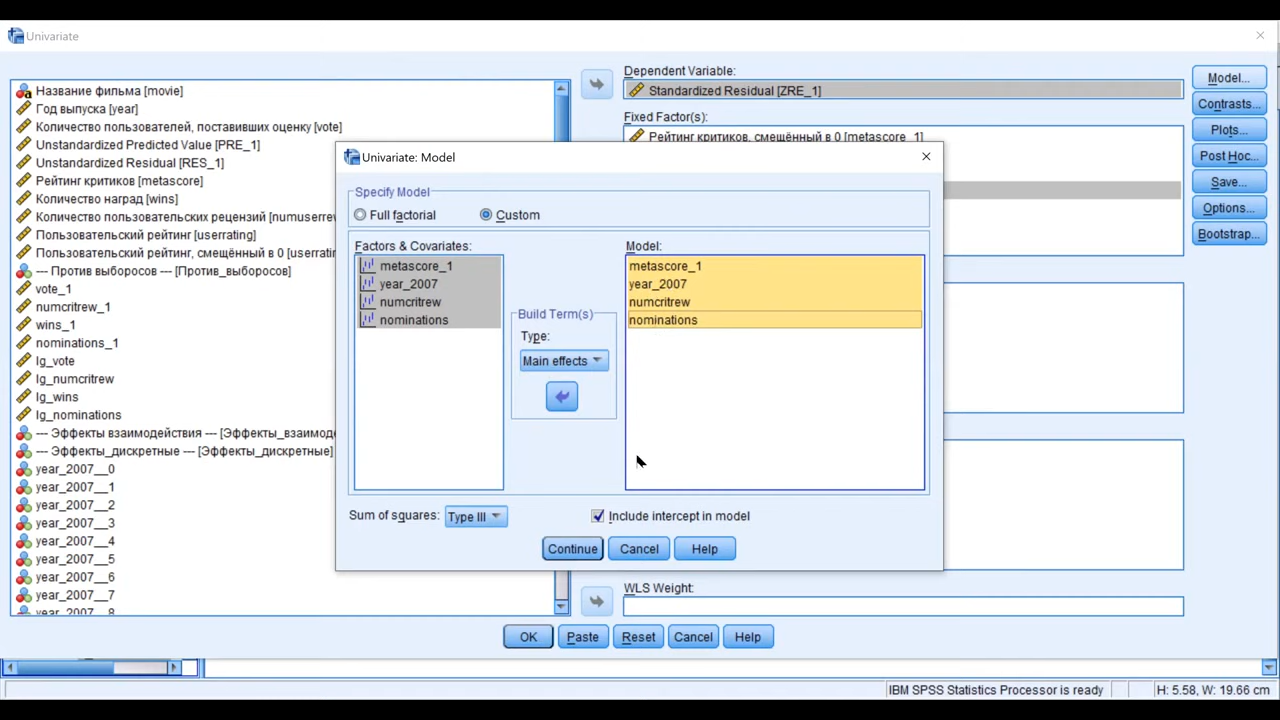 Univariate
Название фильма [movie]
Год выпуска [year]
Количество пользователей, поставивших оценку [vote]
Unstandardized Predicted Value [PRE_1]
Unstandardized Residual [RES_1]
Рейтинг критиков [metascore]
Количество наград [wins]
Количество пользовательских рецензий [numuserrew
Пользовательский рейтинг [userrating]
Пользовательский рейтинг, смещённый в 0 [userratin
--- Против выборосов --- [Против_выборосов]
vote_1
numcritrew_1
wins_1
nominations_1
lg_vote
lg_numcritrew
lg_wins
lg_nominations
--- Эффекты взаимодействия --- [Эффекты_взаимод
--- Эффекты_дискретные --- [Эффекты_дискретные]
year_2007__0
year_2007__1
year_2007__2
year_2007__3
year_2007__4
year_2007__5
year_2007__6
year_2007__7
year_2007__8
Dependent Variable:
Standardized Residual [ZRE_1]
Fixed Factor(s):
Рейтинг критиков, смещённый в 0 [metascore_1]
Model...
Contrasts...
Plots...
Post Hoc...
Save...
Options...
Bootstrap...
Univariate: Model
Specify Model
Full factorial
Custom
Factors & Covariates:
metascore_1
year_2007
numcritrew
nominations
Build Term(s)
Type:
Main effects
Model:
metascore_1
year_2007
numcritrew
nominations
Sum of squares:
Type III
Include intercept in model
Continue
Cancel
Help
WLS Weight:
OK
Paste
Reset
Cancel
Help
IBM SPSS Statistics Processor is ready
H: 5.58, W: 19.66 cm